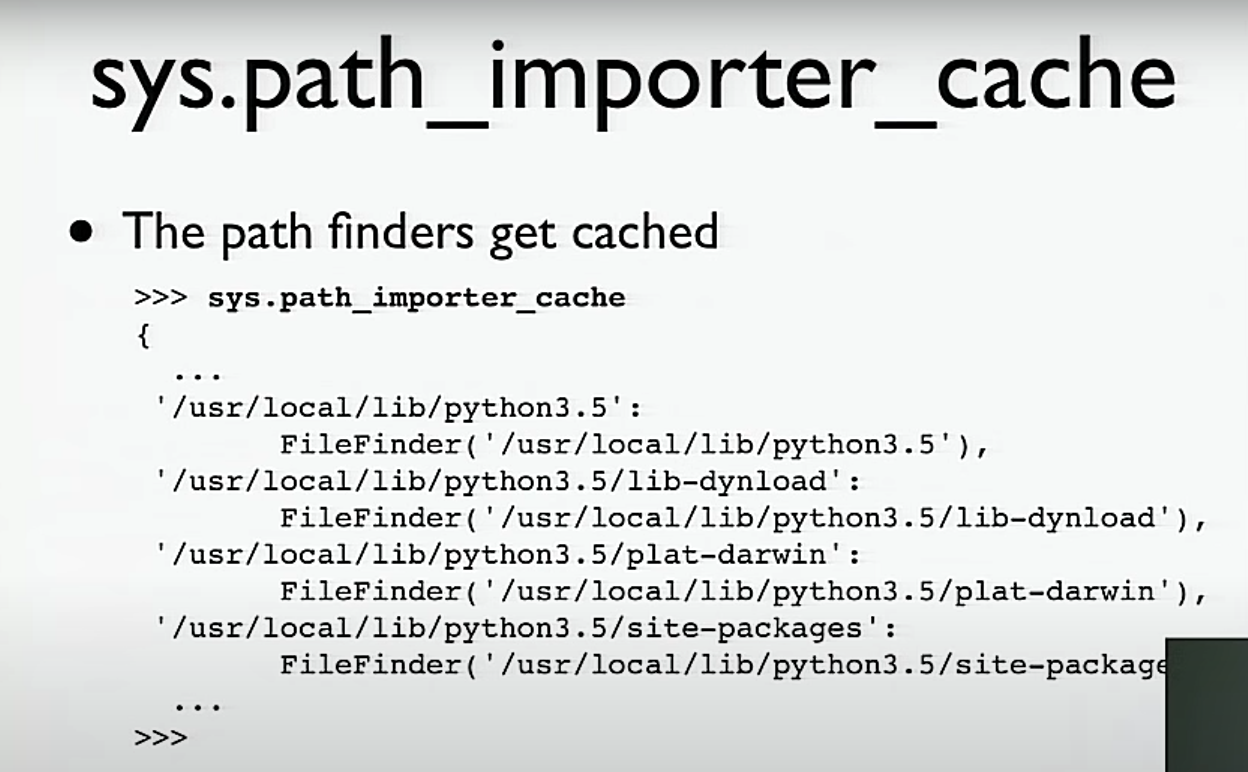 sys.path_importer_cache
• The path finders get cached
>>> sys.path_importer_cache
{
...
'/usr/local/lib/python3.5':
FileFinder('/usr/local/lib/python3.5'),
'/usr/local/lib/python3.5/lib-dynload':
FileFinder('/usr/local/lib/python3.5/lib-dynload'),
'/usr/local/lib/python3.5/plat-darwin':
FileFinder('/usr/local/lib/python3.5/plat-darwin'),
'/usr/local/lib/python3.5/site-packages':
FileFinder('/usr/local/lib/python3.5/site-package
...
>>>